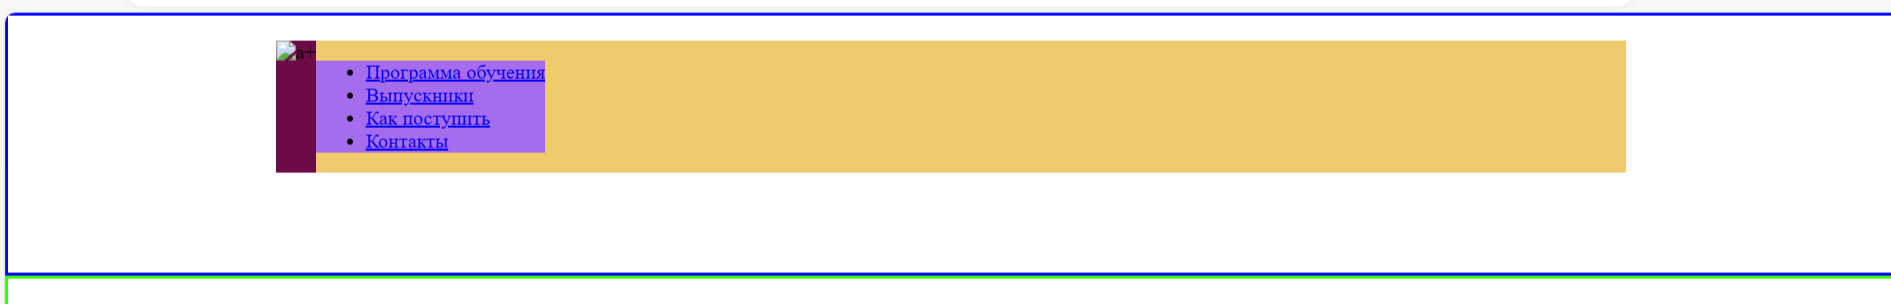 a+
Программа обучения
Выпускники
Как поступить
Контакты